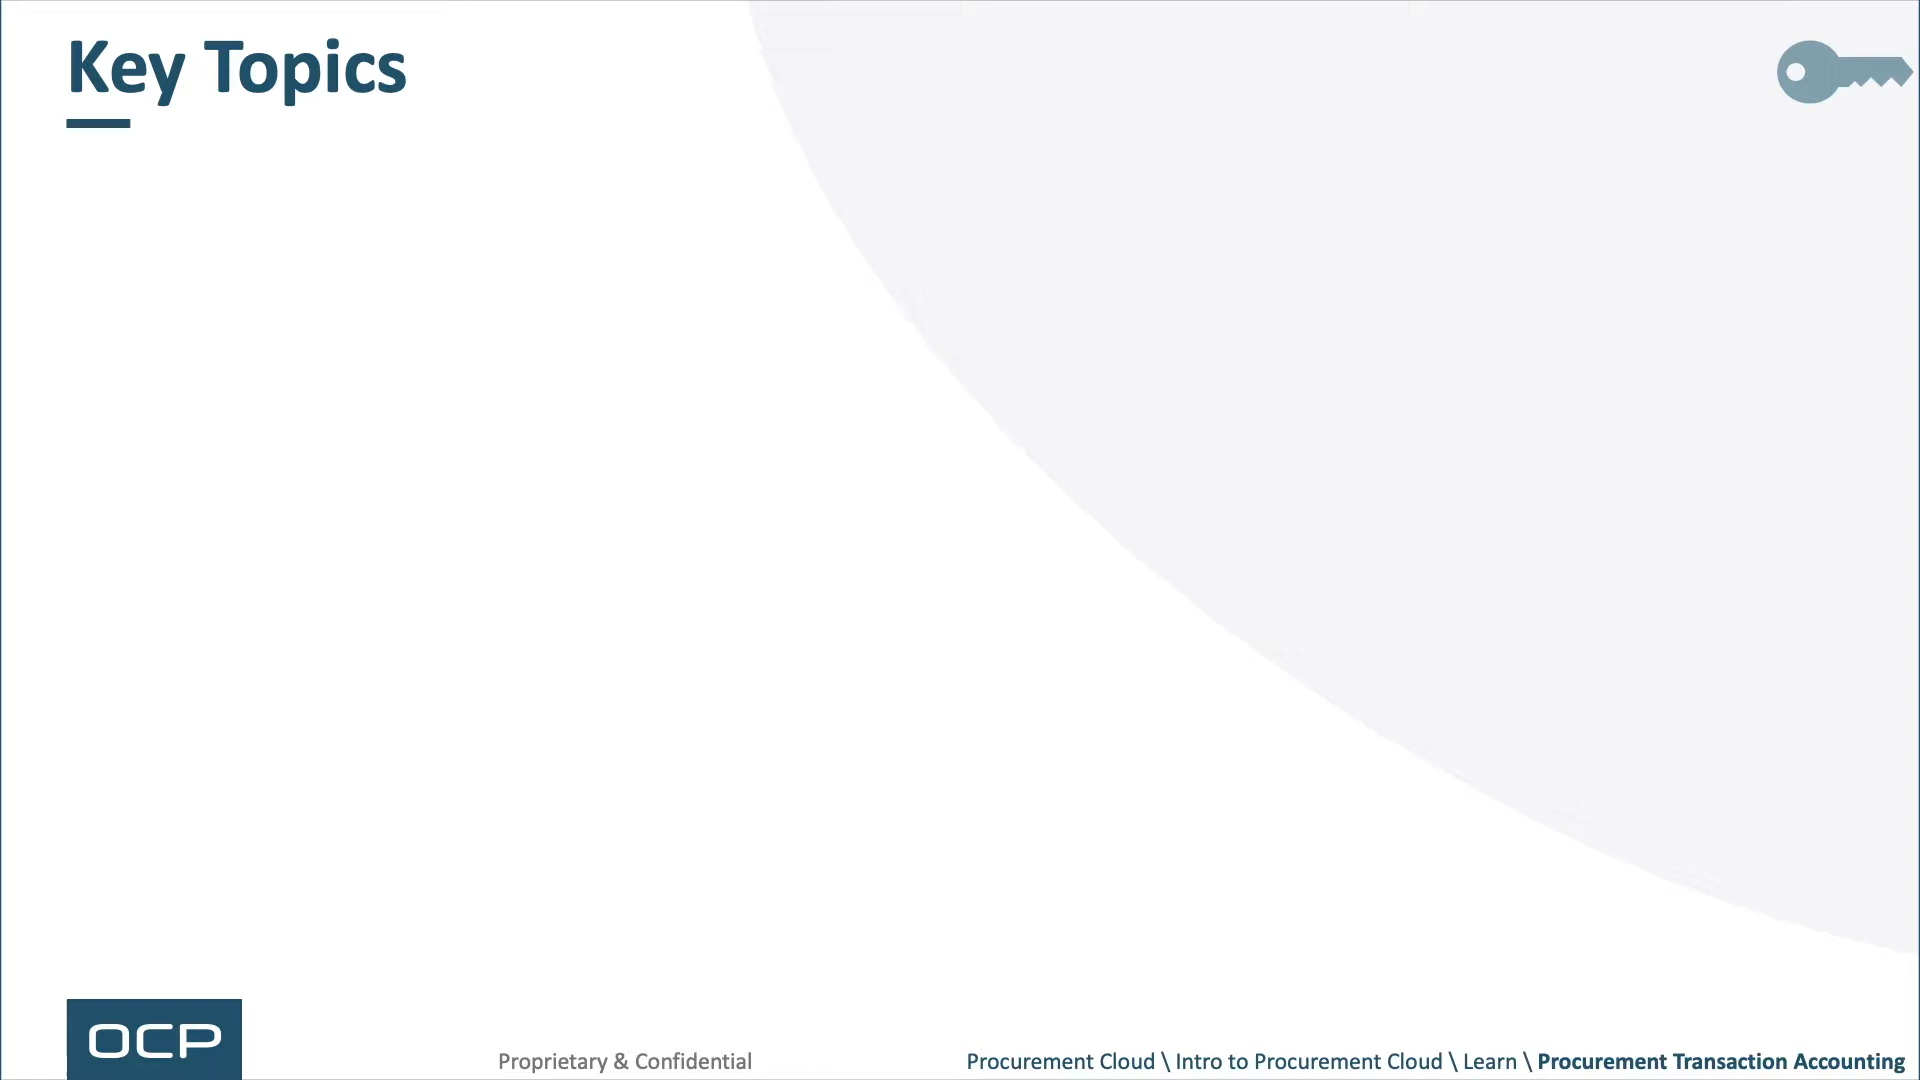 Key Topics
OCP
Proprietary & Confidential
Procurement Cloud \ Intro to Procurement Cloud \ Learn \ Procurement Transaction Accounting